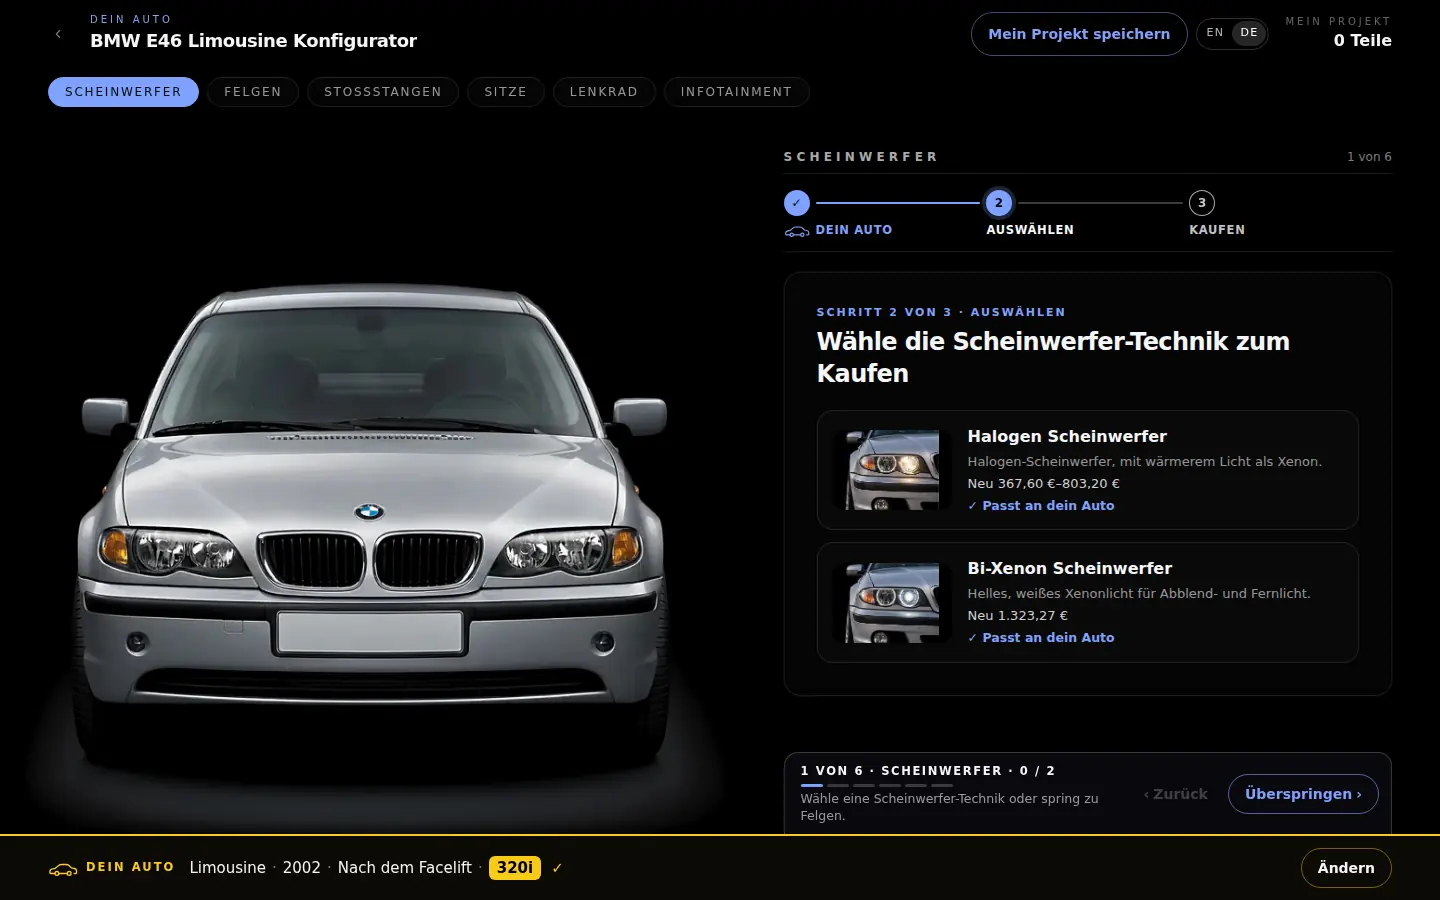 ‹
DEIN AUTO
BMW E46 Limousine Konfigurator
Mein Projekt speichern
EN DE
MEIN PROJEKT
0 Teile
SCHEINWERFER
FELGEN
STOSSSTANGEN
SITZE
LENKRAD
INFOTAINMENT
SCHEINWERFER
1 von 6
✓
2
3
DEIN AUTO
AUSWÄHLEN
KAUFEN
SCHRITT 2 VON 3 · AUSWÄHLEN
Wähle die Scheinwerfer-Technik zum
Kaufen
Halogen Scheinwerfer
Halogen-Scheinwerfer, mit wärmerem Licht als Xenon.
Neu 367,60 €–803,20 €
✓ Passt an dein Auto
Bi-Xenon Scheinwerfer
Helles, weißes Xenonlicht für Abblend- und Fernlicht.
Neu 1.323,27 €
✓ Passt an dein Auto
1 VON 6 · SCHEINWERFER · 0 / 2
Wähle eine Scheinwerfer-Technik oder spring zu
Felgen.
‹ Zurück
Überspringen ›
DEIN AUTO
Limousine · 2002 · Nach dem Facelift · 320i ✓
Ändern